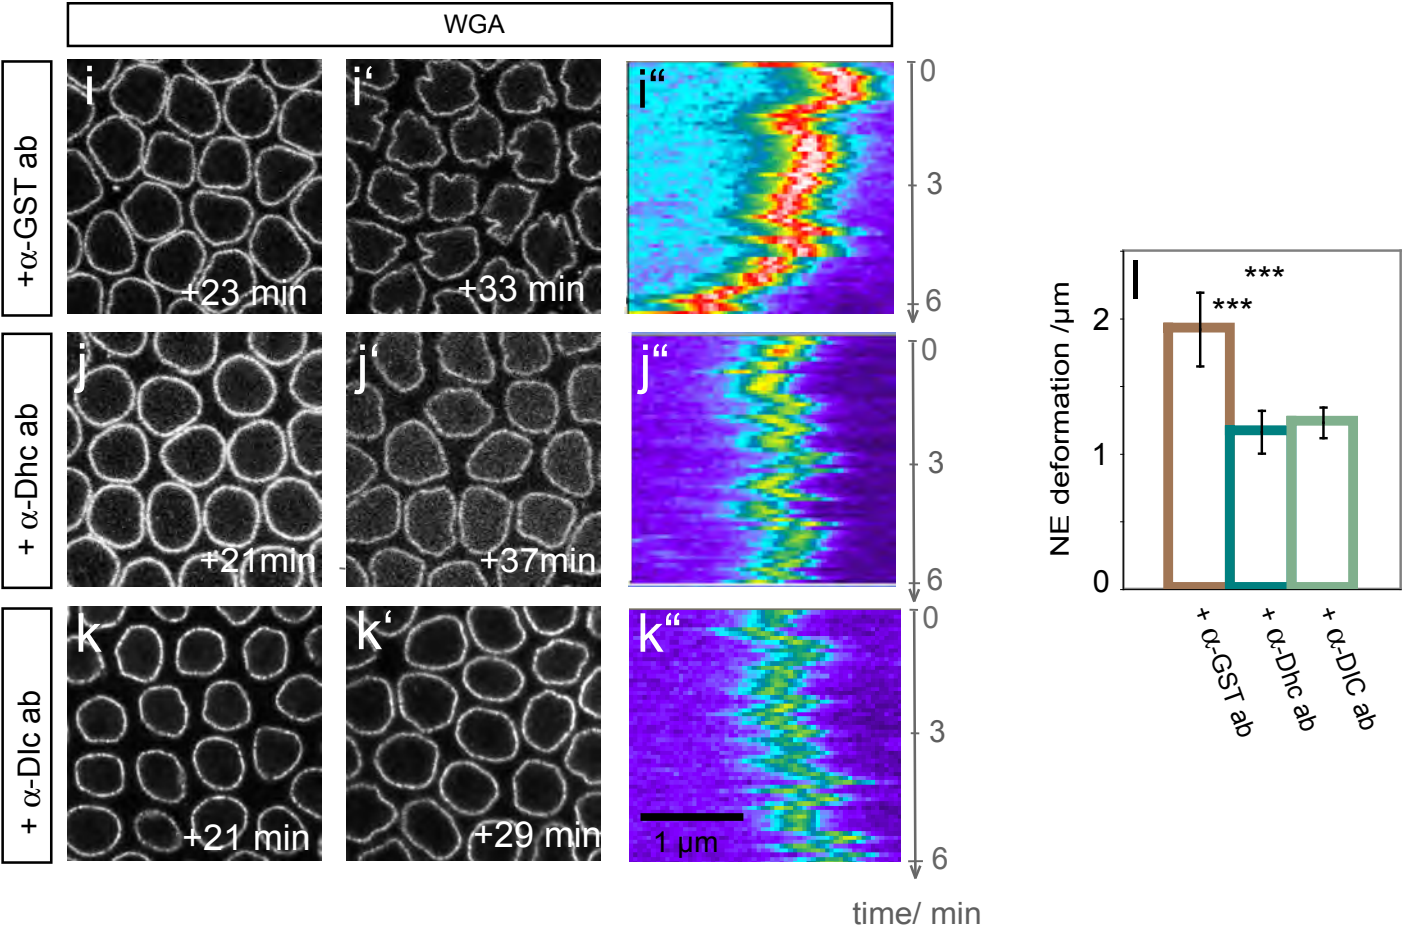 WGA
+α-GST ab
i
+23 min
i‘
+33 min
i“
0
3
6
+ α-Dhc ab
j
+21min
j‘
+37min
j“
0
3
6
+ α-Dlc ab
k
+21 min
k‘
+29 min
k“
1 µm
0
3
6
time/ min
l
***
***
NE deformation /µm
2
1
0
+ α-GST ab
+ α-Dhc ab
+ α-DIC ab